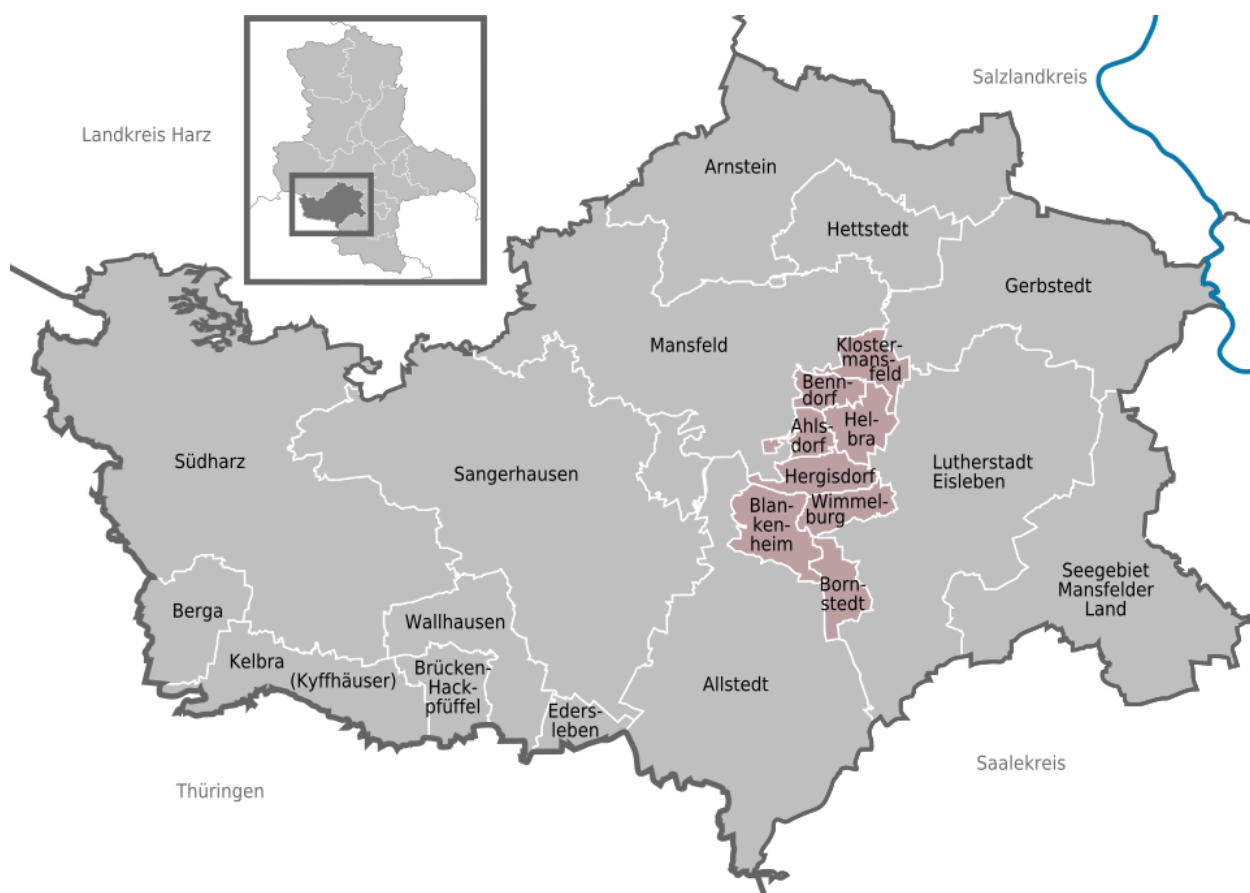 Salzlandkreis
Landkreis Harz
Arnstein
Hettstedt
Gerbstedt
Mansfeld
Kloster-
mans-
feld
Benn-
dorf
Ahls-
dorf
Hel-
bra
Südharz
Sangerhausen
Lutherstadt
Eisleben
Hergisdorf
Wimmel-
burg
Blan-
ken-
heim
Born-
stedt
Seegebiet
Mansfelder
Land
Berga
Wallhausen
Kelbra
(Kyffhäuser)
Brücken-
Hack-
pfüffel
Allstedt
Eders-
leben
Thüringen
Saalekreis